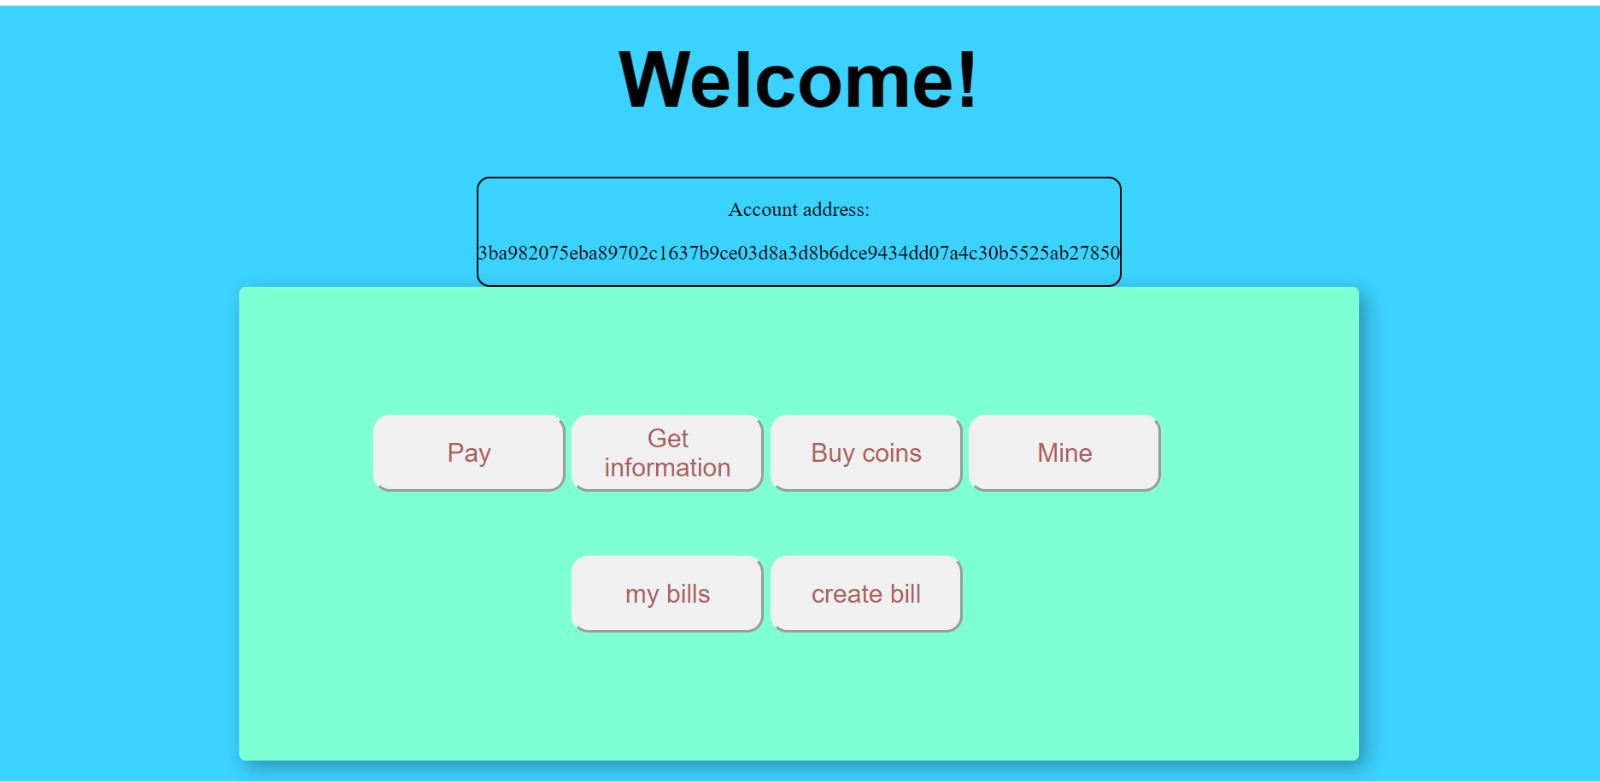 Welcome!
Account address:
3ba982075eba89702c1637b9ce03d8a3d8b6dce9434dd07a4c30b5525ab27850
Pay
Get
information
Buy coins
Mine
my bills
create bill